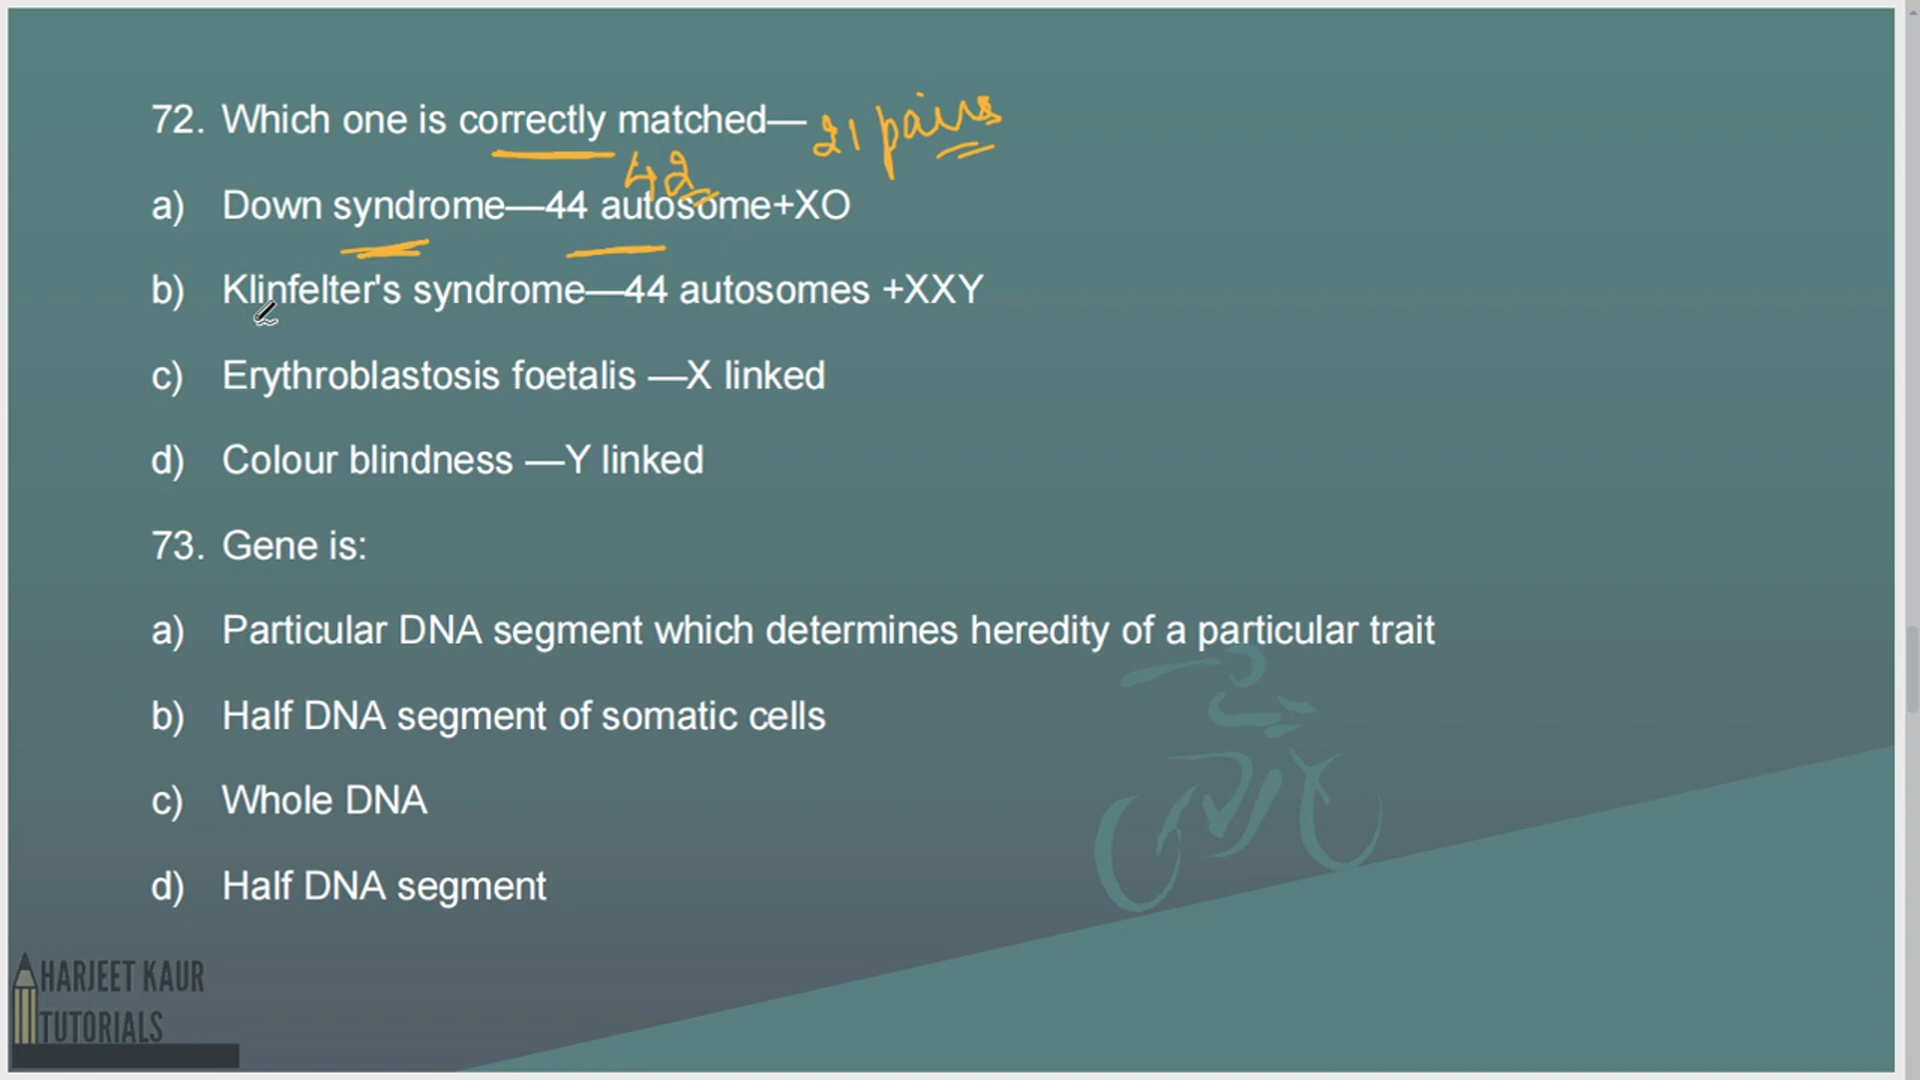 72. Which one is correctly matched— 21 pairs
42
a) Down syndrome—44 autosome+XO
b) Klinfelter's syndrome—44 autosomes +XXY
c) Erythroblastosis foetalis —X linked
d) Colour blindness —Y linked
73. Gene is:
a) Particular DNA segment which determines heredity of a particular trait
b) Half DNA segment of somatic cells
c) Whole DNA
d) Half DNA segment
HARJEET KAUR
TUTORIALS